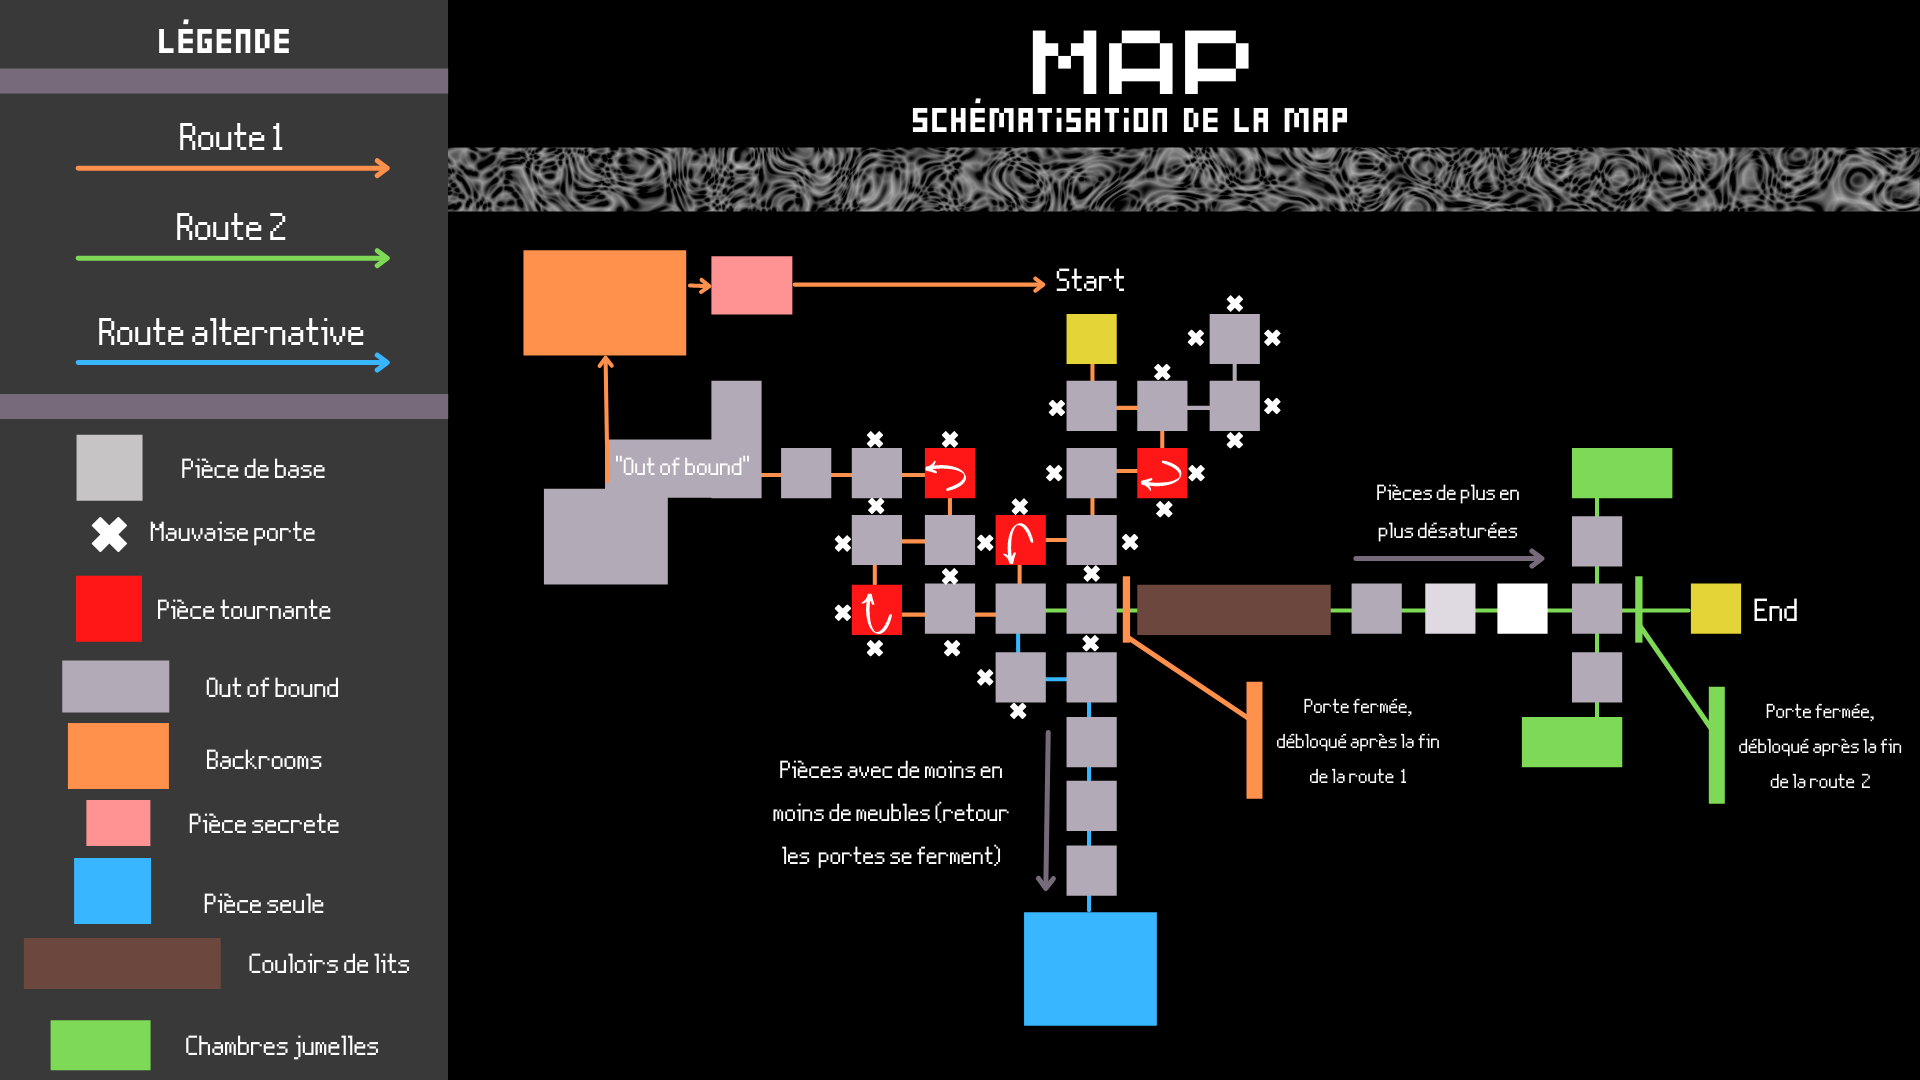 LÉGENDE
Route 1
Route 2
Route alternative
Pièce de base
Mauvaise porte
Pièce tournante
Out of bound
Backrooms
Pièce secrete
Pièce seule
Couloirs de lits
Chambres jumelles
MAP
SCHÉMATISATION DE LA MAP
Start
"Out of bound"
Pièces de plus en
plus désaturées
End
Porte fermée,
débloqué après la fin
de la route 1
Porte fermée,
débloqué après la fin
de la route 2
Pièces avec de moins en
moins de meubles (retour
les portes se ferment)